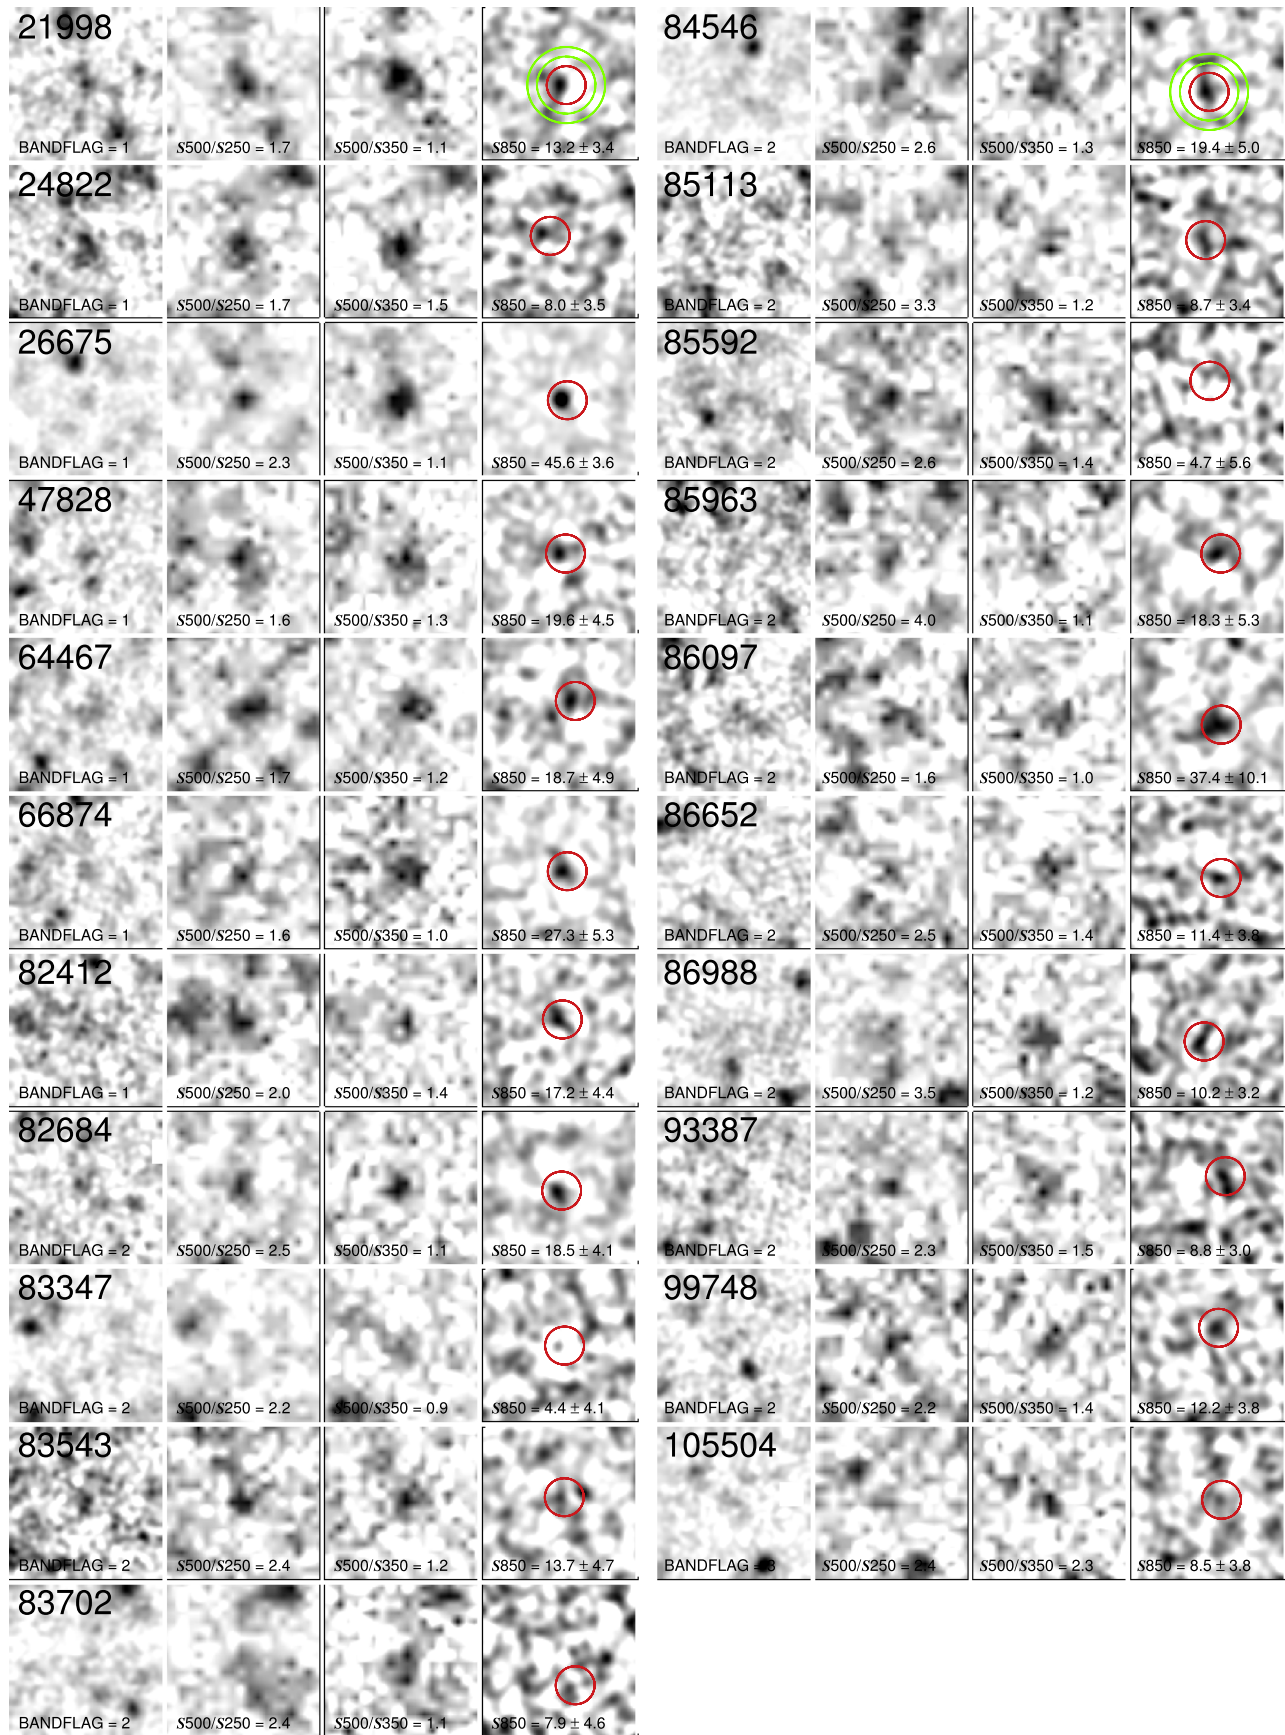 21998
BANDFLAG = 1
S500/S250 = 1.7
S500/S350 = 1.1
S850 = 13.2 ± 3.4
24822
BANDFLAG = 1
S500/S250 = 1.7
S500/S350 = 1.5
S850 = 8.0 ± 3.5
26675
BANDFLAG = 1
S500/S250 = 2.3
S500/S350 = 1.1
S850 = 45.6 ± 3.6
47828
BANDFLAG = 1
S500/S250 = 1.6
S500/S350 = 1.3
S850 = 19.6 ± 4.5
64467
BANDFLAG = 1
S500/S250 = 1.7
S500/S350 = 1.2
S850 = 18.7 ± 4.9
66874
BANDFLAG = 1
S500/S250 = 1.6
S500/S350 = 1.0
S850 = 27.3 ± 5.3
82412
BANDFLAG = 1
S500/S250 = 2.0
S500/S350 = 1.4
S850 = 17.2 ± 4.4
82684
BANDFLAG = 2
S500/S250 = 2.5
S500/S350 = 1.1
S850 = 18.5 ± 4.1
83347
BANDFLAG = 2
S500/S250 = 2.2
S500/S350 = 0.9
S850 = 4.4 ± 4.1
83543
BANDFLAG = 2
S500/S250 = 2.4
S500/S350 = 1.2
S850 = 13.7 ± 4.7
83702
BANDFLAG = 2
S500/S250 = 2.4
S500/S350 = 1.1
S850 = 7.9 ± 4.6
84546
BANDFLAG = 2
S500/S250 = 2.6
S500/S350 = 1.3
S850 = 19.4 ± 5.0
85113
BANDFLAG = 2
S500/S250 = 3.3
S500/S350 = 1.2
S850 = 8.7 ± 3.4
85592
BANDFLAG = 2
S500/S250 = 2.6
S500/S350 = 1.4
S850 = 4.7 ± 5.6
85963
BANDFLAG = 2
S500/S250 = 4.0
S500/S350 = 1.1
S850 = 18.3 ± 5.3
86097
BANDFLAG = 2
S500/S250 = 1.6
S500/S350 = 1.0
S850 = 37.4 ± 10.1
86652
BANDFLAG = 2
S500/S250 = 2.5
S500/S350 = 1.4
S850 = 11.4 ± 3.8
86988
BANDFLAG = 2
S500/S250 = 3.5
S500/S350 = 1.2
S850 = 10.2 ± 3.2
93387
BANDFLAG = 2
S500/S250 = 2.3
S500/S350 = 1.5
S850 = 8.8 ± 3.0
99748
BANDFLAG = 2
S500/S250 = 2.2
S500/S350 = 1.4
S850 = 12.2 ± 3.8
105504
BANDFLAG = 3
S500/S250 = 2.4
S500/S350 = 2.3
S850 = 8.5 ± 3.8